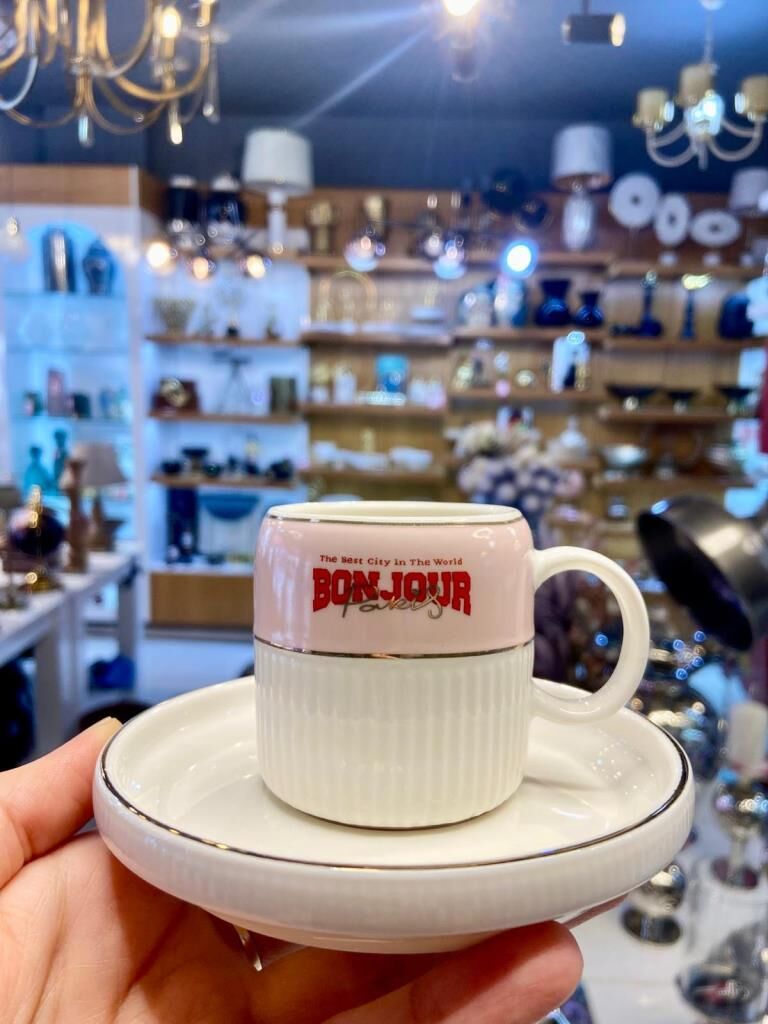 The Best City in The World
BONJOUR
Paris